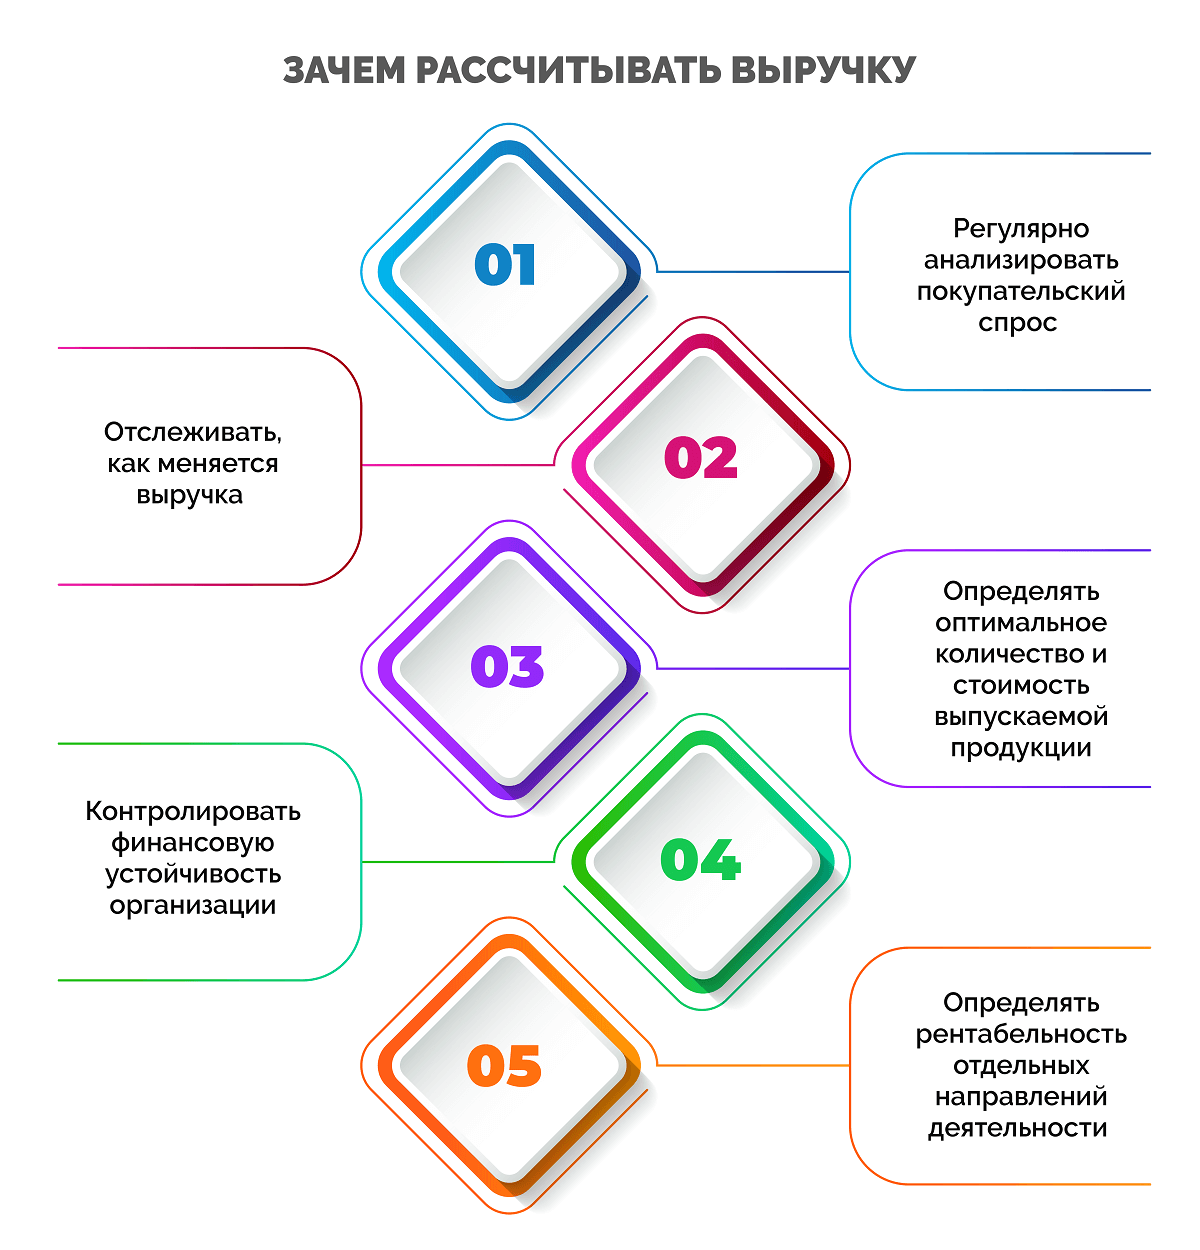 ЗАЧЕМ РАССЧИТЫВАТЬ ВЫРУЧКУ
01
Регулярно
анализировать
покупательский
спрос
02
Отслеживать,
как меняется
выручка
03
Определять
оптимальное
количество и
стоимость
выпускаемой
продукции
04
Контролировать
финансовую
устойчивость
организации
05
Определять
рентабельность
отдельных
направлений
деятельности